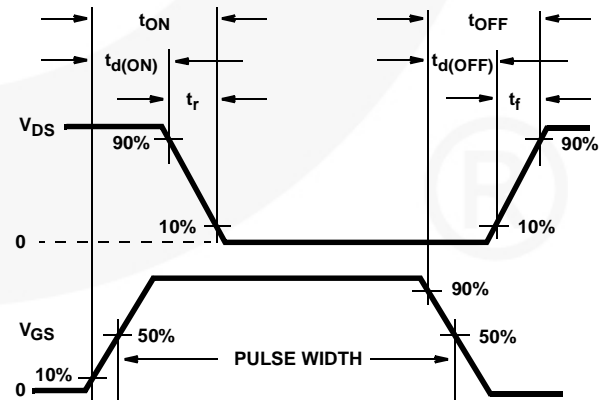 tON tOFF
td(ON) td(OFF)
tr tf
VDS
90% 90%
10% 10%
0
90%
VGS 50% 50%
PULSE WIDTH
10%
0
R